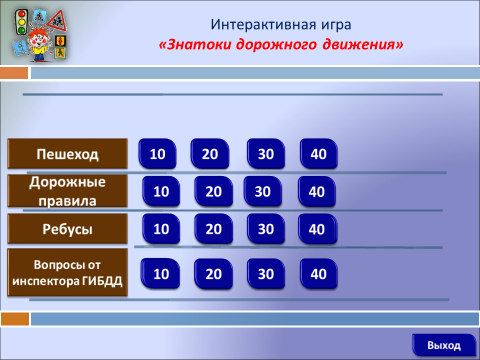 Интерактивная игра
«Знатоки дорожного движения»
Пешеход 10 20 30 40
Дорожные
правила 10 20 30 40
Ребусы 10 20 30 40
Вопросы от
инспектора ГИБДД 10 20 30 40
Выход